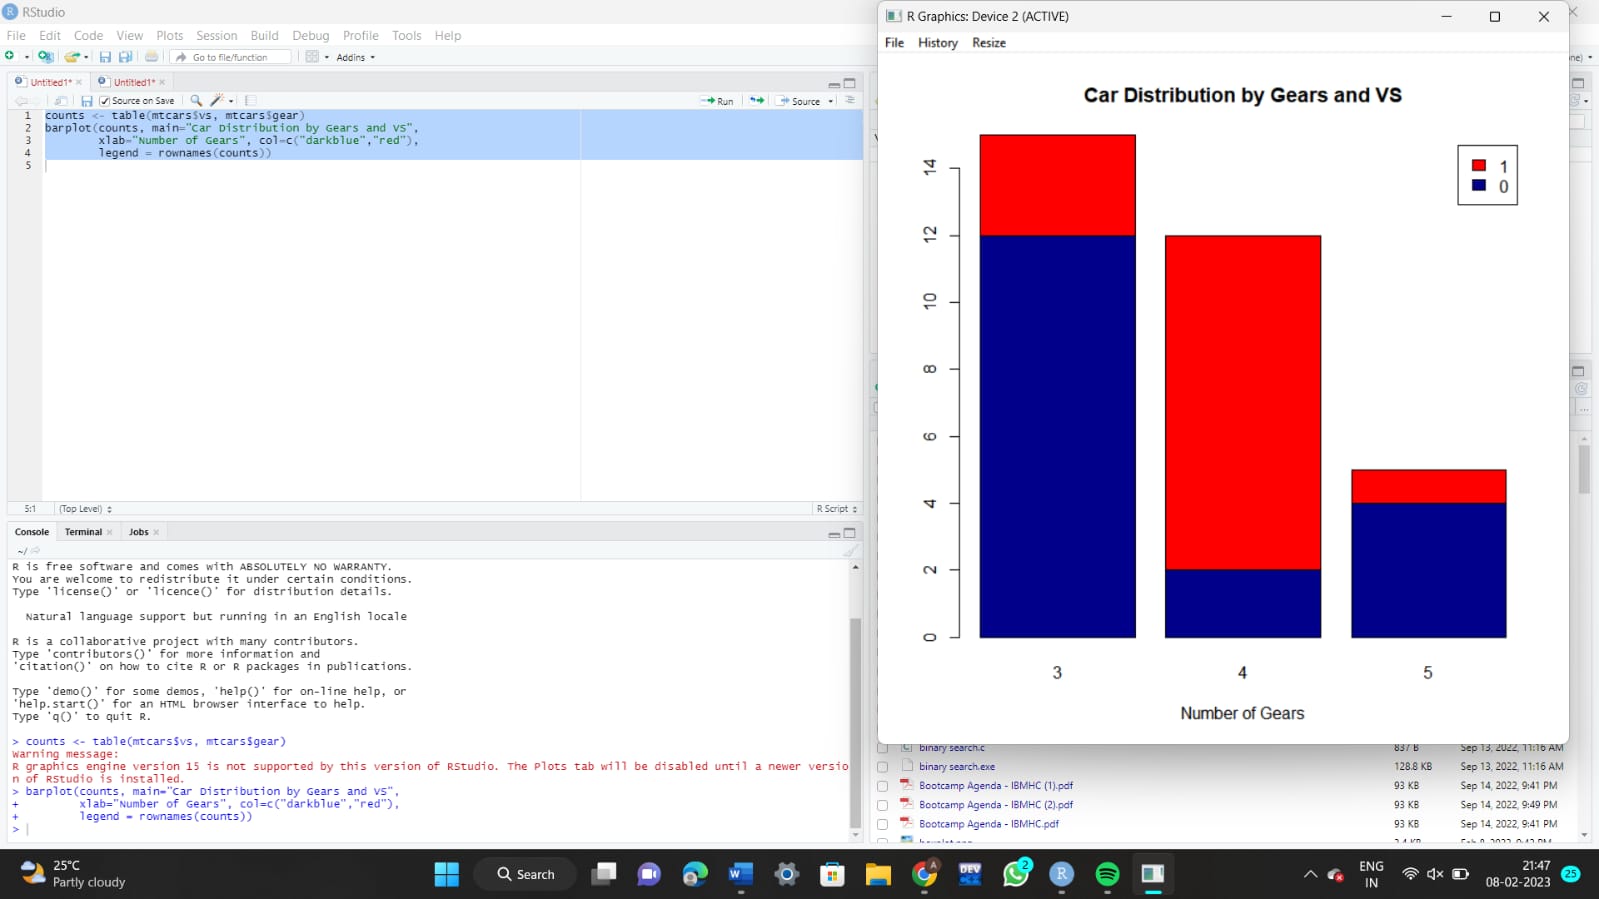 RStudio
File Edit Code View Plots Session Build Debug Profile Tools Help
Go to file/function Addins
Untitled1* Untitled1*
Source on Save Run Source
1 counts <- table(mtcars$vs, mtcars$gear)
2 barplot(counts, main="Car Distribution by Gears and VS",
3 xlab="Number of Gears", col=c("darkblue","red"),
4 legend = rownames(counts))
5
5:1 (Top Level) R Script
Console Terminal Jobs
~/
R is free software and comes with ABSOLUTELY NO WARRANTY.
You are welcome to redistribute it under certain conditions.
Type 'license()' or 'licence()' for distribution details.
Natural language support but running in an English locale
R is a collaborative project with many contributors.
Type 'contributors()' for more information and
'citation()' on how to cite R or R packages in publications.
Type 'demo()' for some demos, 'help()' for on-line help, or
'help.start()' for an HTML browser interface to help.
Type 'q()' to quit R.
> counts <- table(mtcars$vs, mtcars$gear)
Warning message:
R graphics engine version 15 is not supported by this version of RStudio. The Plots tab will be disabled until a newer versio
n of RStudio is installed.
> barplot(counts, main="Car Distribution by Gears and VS",
+ xlab="Number of Gears", col=c("darkblue","red"),
+ legend = rownames(counts))
>
R Graphics: Device 2 (ACTIVE)
File History Resize
Car Distribution by Gears and VS
1
0
14
12
10
8
6
4
2
0
3 4 5
Number of Gears
binary search.c 837 B Sep 13, 2022, 11:16 AM
binary search.exe 128.8 KB Sep 13, 2022, 11:16 AM
Bootcamp Agenda - IBMHC (1).pdf 93 KB Sep 14, 2022, 9:41 PM
Bootcamp Agenda - IBMHC (2).pdf 93 KB Sep 14, 2022, 9:49 PM
Bootcamp Agenda - IBMHC.pdf 93 KB Sep 14, 2022, 9:41 PM
25°C
Partly cloudy
Search
DEV
2
ENG
IN
21:47
08-02-2023
25